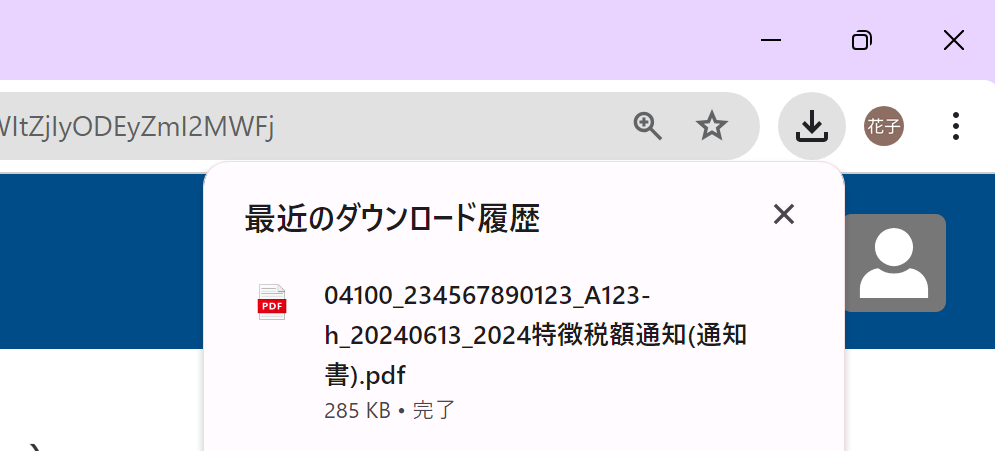 WItZjIyODEyZmI2MWFj
花子
最近のダウンロード履歴
PDF
04100_234567890123_A123-
h_20240613_2024特徴税額通知(通知
書).pdf
285 KB • 完了